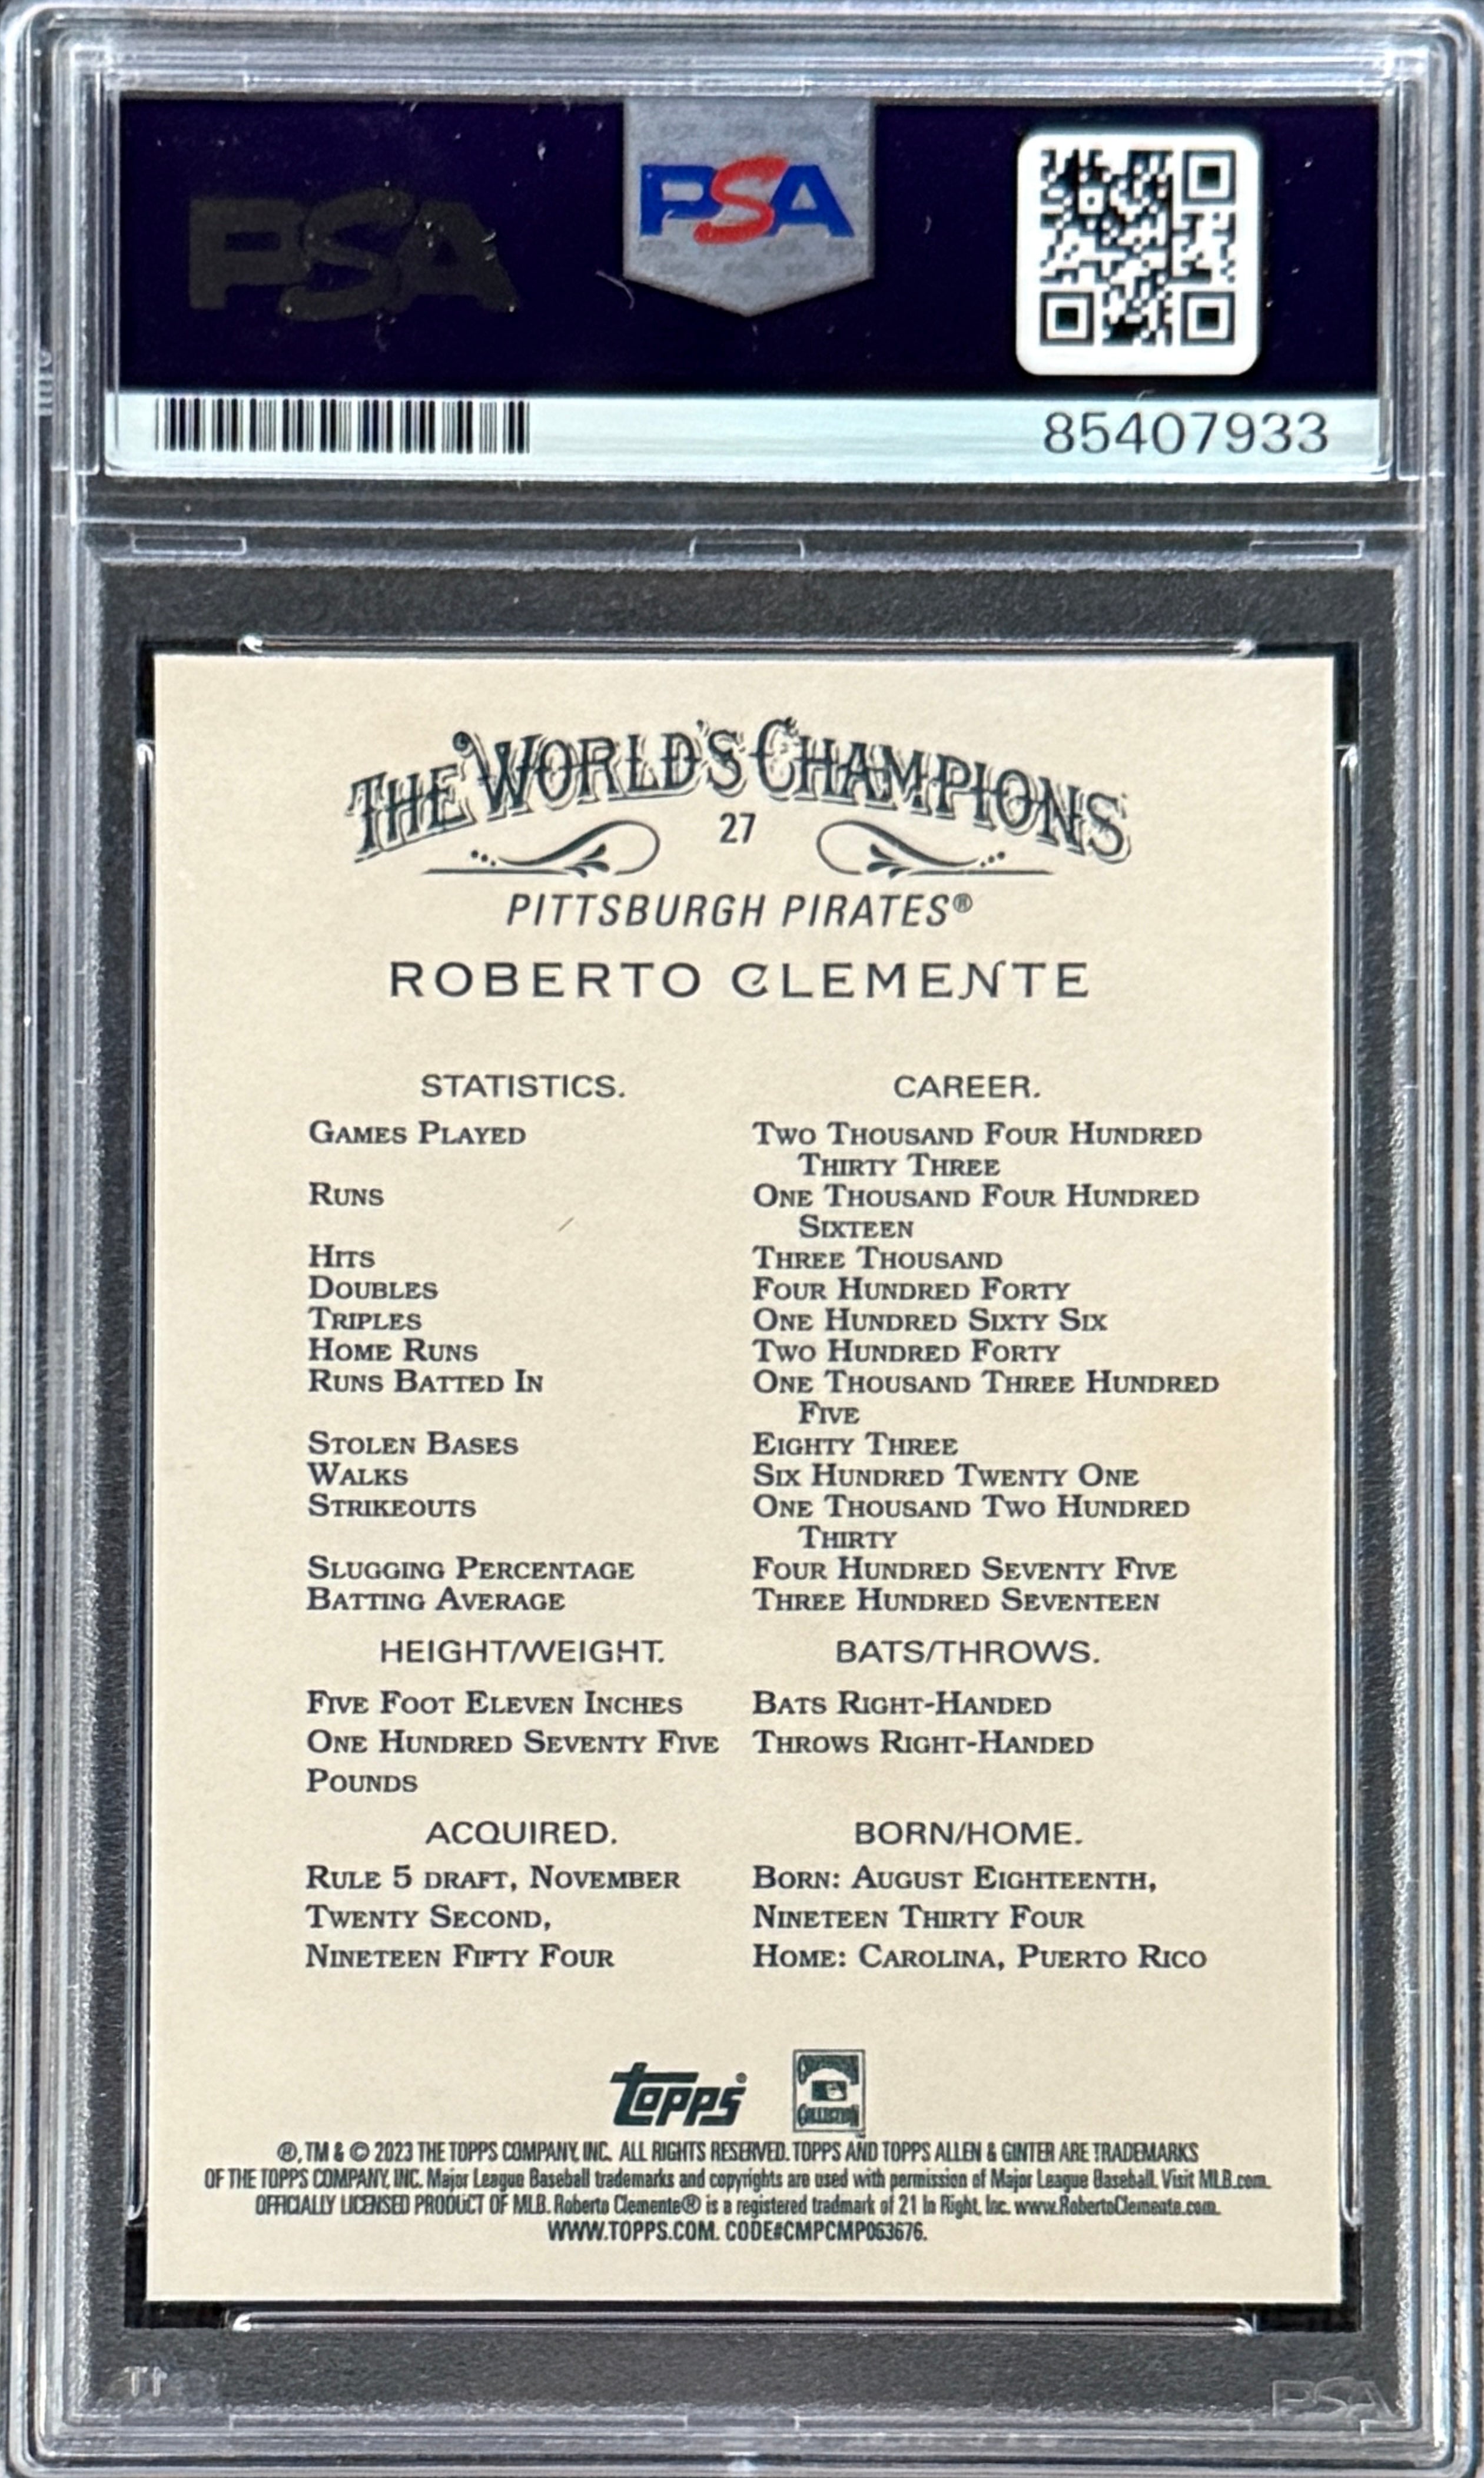 PSA
PSA
85407933
THE WORLD'S CHAMPIONS
27
PITTSBURGH PIRATES®
ROBERTO CLEMENTE
STATISTICS. CAREER.
GAMES PLAYED TWO THOUSAND FOUR HUNDRED
THIRTY THREE
RUNS ONE THOUSAND FOUR HUNDRED
SIXTEEN
HITS THREE THOUSAND
DOUBLES FOUR HUNDRED FORTY
TRIPLES ONE HUNDRED SIXTY SIX
HOME RUNS TWO HUNDRED FORTY
RUNS BATTED IN ONE THOUSAND THREE HUNDRED
FIVE
STOLEN BASES EIGHTY THREE
WALKS SIX HUNDRED TWENTY ONE
STRIKEOUTS ONE THOUSAND TWO HUNDRED
THIRTY
SLUGGING PERCENTAGE FOUR HUNDRED SEVENTY FIVE
BATTING AVERAGE THREE HUNDRED SEVENTEEN
HEIGHT/WEIGHT. BATS/THROWS.
FIVE FOOT ELEVEN INCHES BATS RIGHT-HANDED
ONE HUNDRED SEVENTY FIVE THROWS RIGHT-HANDED
POUNDS
ACQUIRED. BORN/HOME.
RULE 5 DRAFT, NOVEMBER BORN: AUGUST EIGHTEENTH,
TWENTY SECOND, NINETEEN THIRTY FOUR
NINETEEN FIFTY FOUR HOME: CAROLINA, PUERTO RICO
topps® COLLECTION
®, TM & © 2023 THE TOPPS COMPANY, INC. ALL RIGHTS RESERVED. TOPPS AND TOPPS ALLEN & GINTER ARE TRADEMARKS
OF THE TOPPS COMPANY, INC. Major League Baseball trademarks and copyrights are used with permission of Major League Baseball. Visit MLB.com.
OFFICIALLY LICENSED PRODUCT OF MLB. Roberto Clemente® is a registered tradmark of 21 In Right, Inc. www.RobertoClemente.com.
WWW.TOPPS.COM. CODE#CMPCMP063676.
PSA